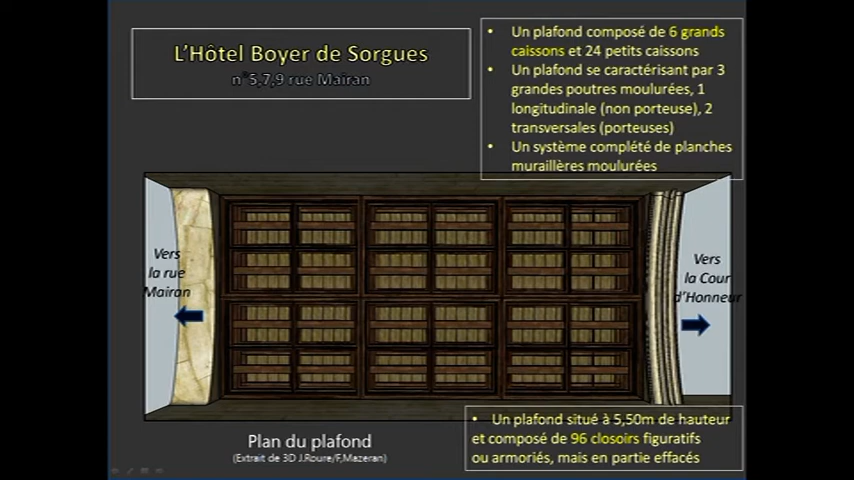 L'Hôtel Boyer de Sorgues
n°5,7,9 rue Mairan
• Un plafond composé de 6 grands
caissons et 24 petits caissons
• Un plafond se caractérisant par 3
grandes poutres moulurées, 1
longitudinale (non porteuse), 2
transversales (porteuses)
• Un système complété de planches
muraillères moulurées
Vers
la rue
Mairan
Vers
la Cour
d'Honneur
Plan du plafond
(Extrait de 3D J.Roure/F,Mazeran)
• Un plafond situé à 5,50m de hauteur
et composé de 96 closoirs figuratifs
ou armoriés, mais en partie effacés